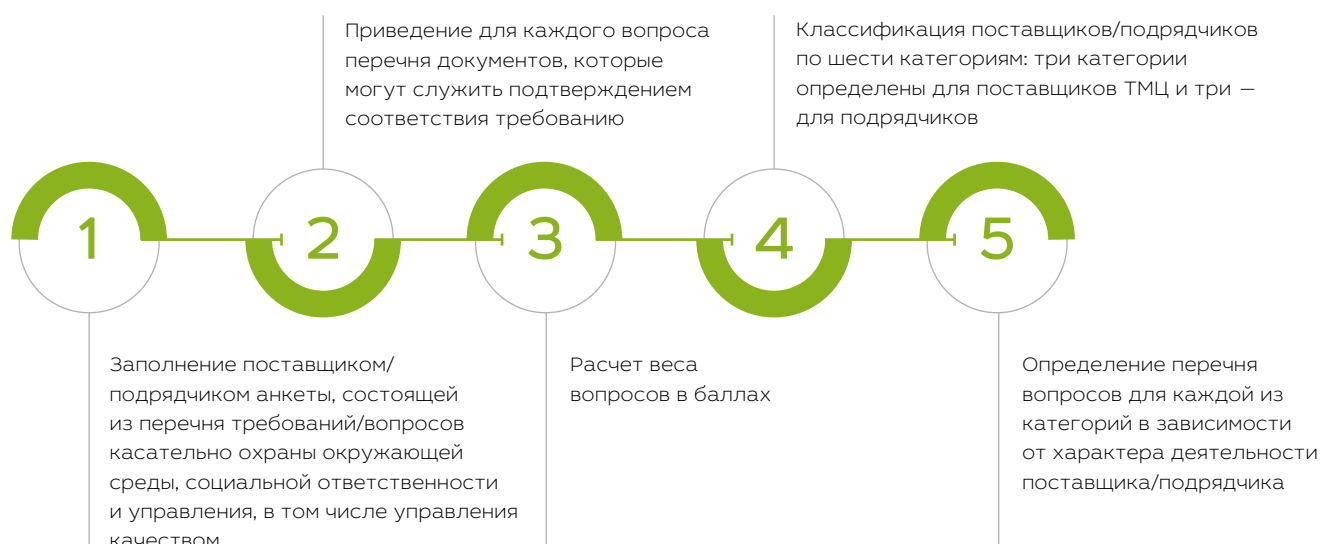 Приведение для каждого вопроса
перечня документов, которые
могут служить подтверждением
соответствия требованию
Классификация поставщиков/подрядчиков
по шести категориям: три категории
определены для поставщиков ТМЦ и три —
для подрядчиков
1
2
3
4
5
Заполнение поставщиком/
подрядчиком анкеты, состоящей
из перечня требований/вопросов
касательно охраны окружающей
среды, социальной ответственности
и управления, в том числе управления
качеством
Расчет веса
вопросов в баллах
Определение перечня
вопросов для каждой из
категорий в зависимости
от характера деятельности
поставщика/подрядчика